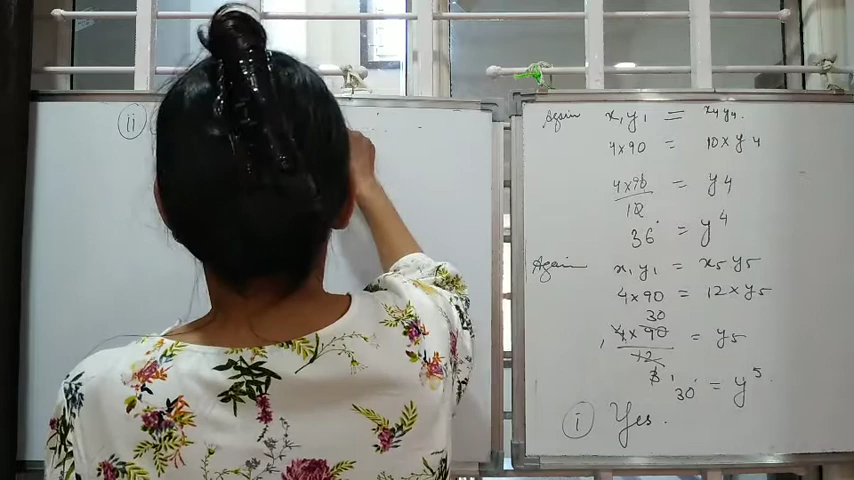 ii
Again x₁y₁ = x₄y₄.
4×90 = 10×y4
4×90 = y4
10
36 = y4
Again x₁y₁ = x₅y₅
4×90 = 12×y5
30
4×90 = y5
12
3
30 = y5
i Yes.